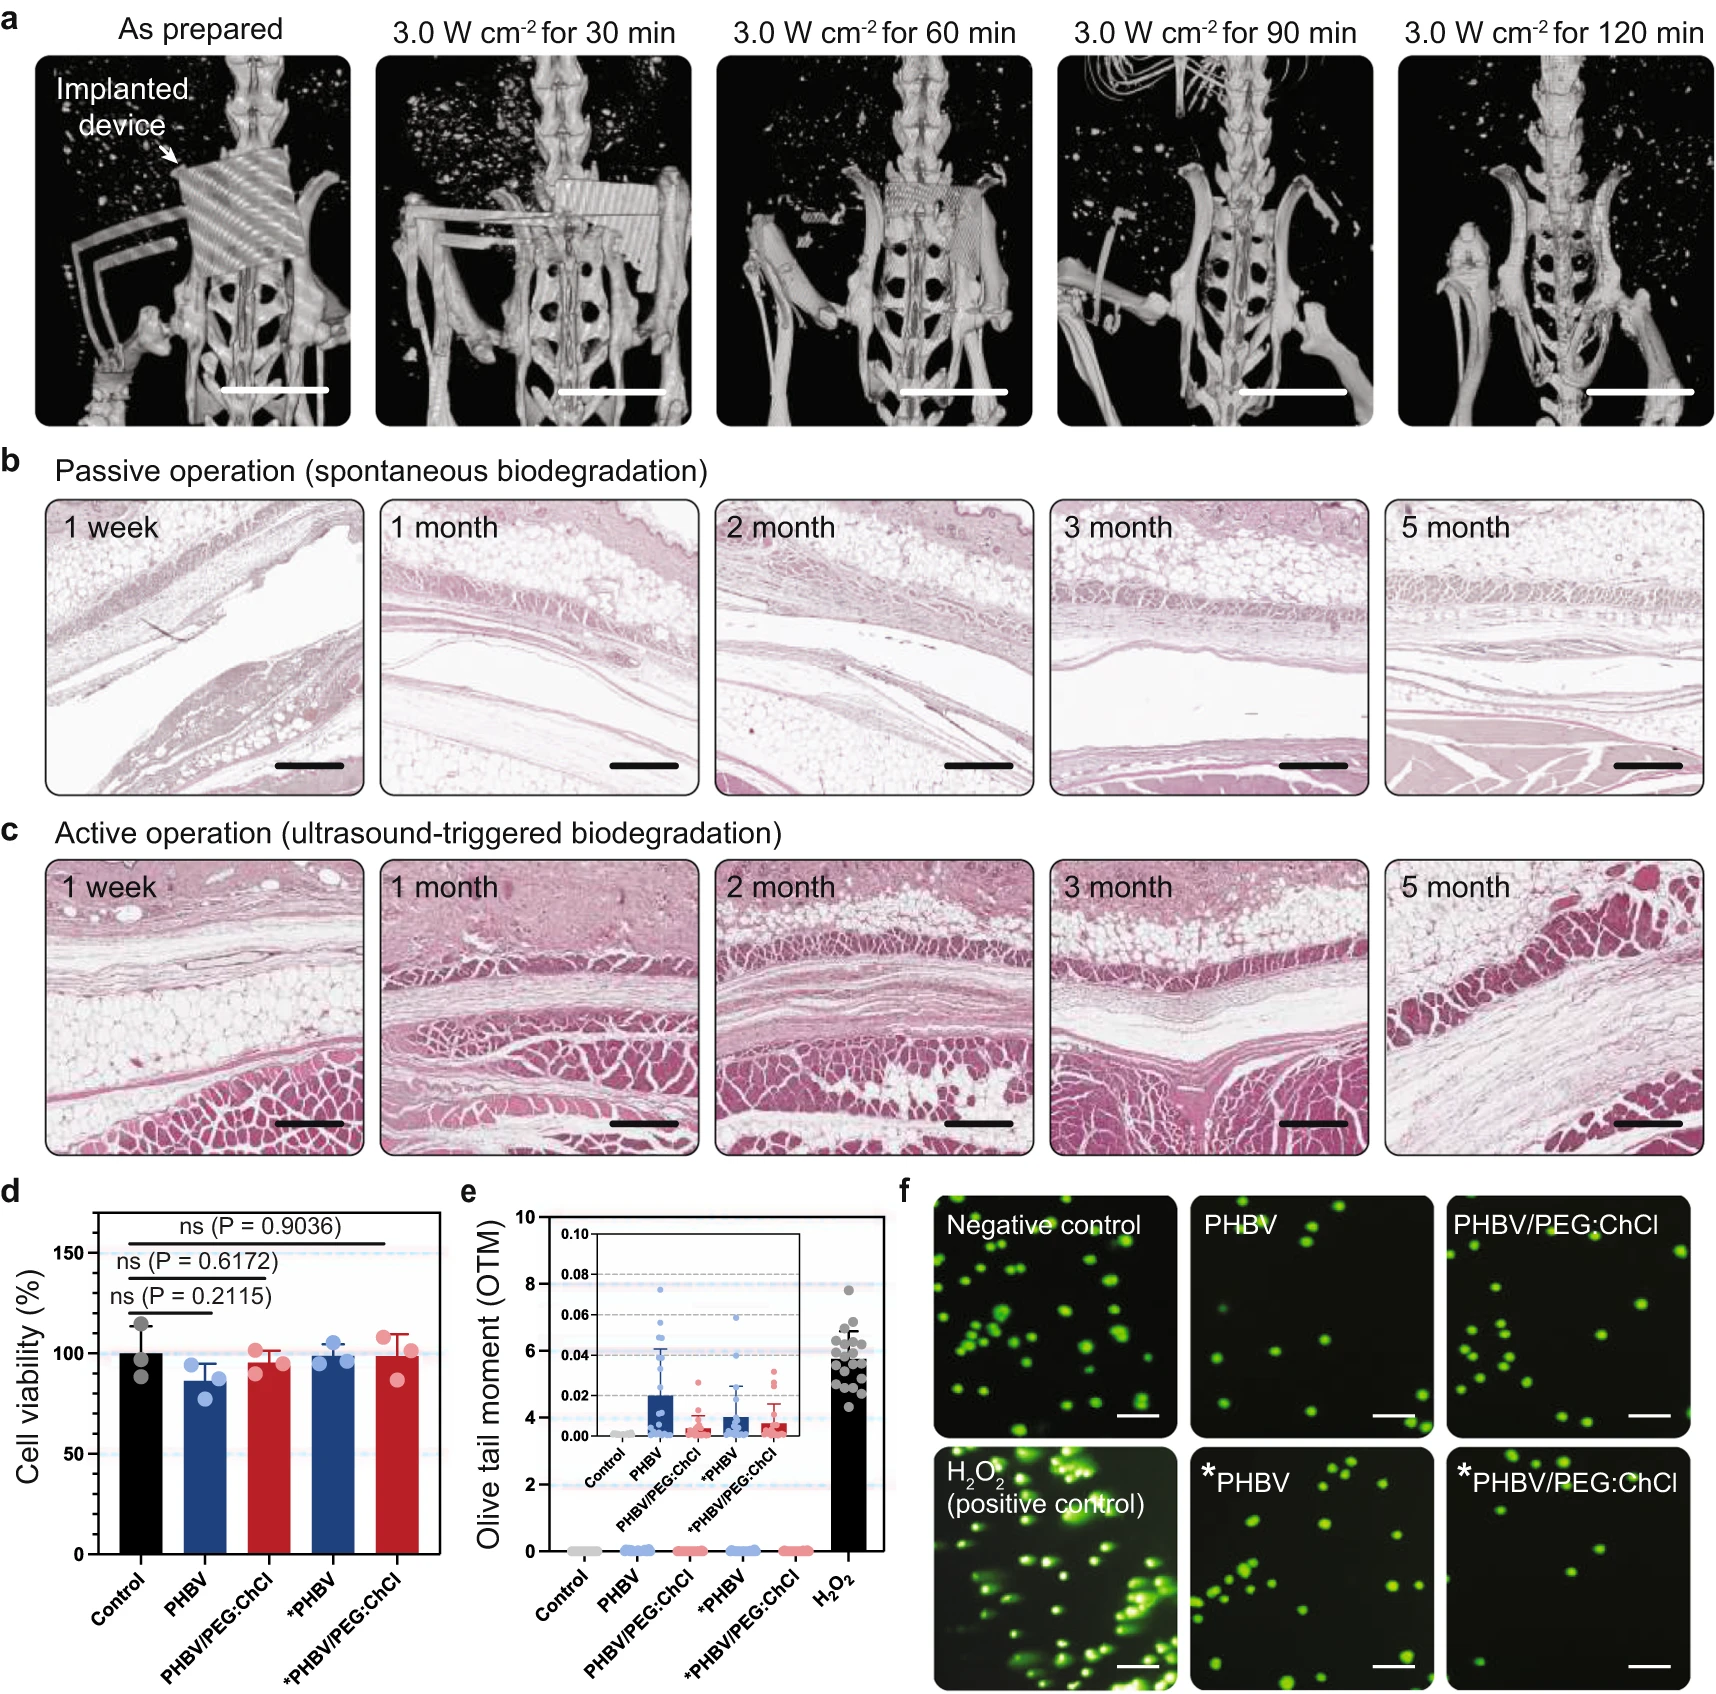 a
As prepared
3.0 W cm-2 for 30 min
3.0 W cm-2 for 60 min
3.0 W cm-2 for 90 min
3.0 W cm-2 for 120 min
Implanted
device
b
Passive operation (spontaneous biodegradation)
1 week
1 month
2 month
3 month
5 month
c
Active operation (ultrasound-triggered biodegradation)
1 week
1 month
2 month
3 month
5 month
d
Cell viability (%)
150
100
50
0
ns (P = 0.9036)
ns (P = 0.6172)
ns (P = 0.2115)
Control
PHBV
PHBV/PEG:ChCl
*PHBV
*PHBV/PEG:ChCl
e
Olive tail moment (OTM)
10
8
6
4
2
0
0.10
0.08
0.06
0.04
0.02
0.00
Control
PHBV
PHBV/PEG:ChCl
*PHBV
*PHBV/PEG:ChCl
Control
PHBV
PHBV/PEG:ChCl
*PHBV
*PHBV/PEG:ChCl
H2O2
f
Negative control
PHBV
PHBV/PEG:ChCl
H2O2
(positive control)
*PHBV
*PHBV/PEG:ChCl